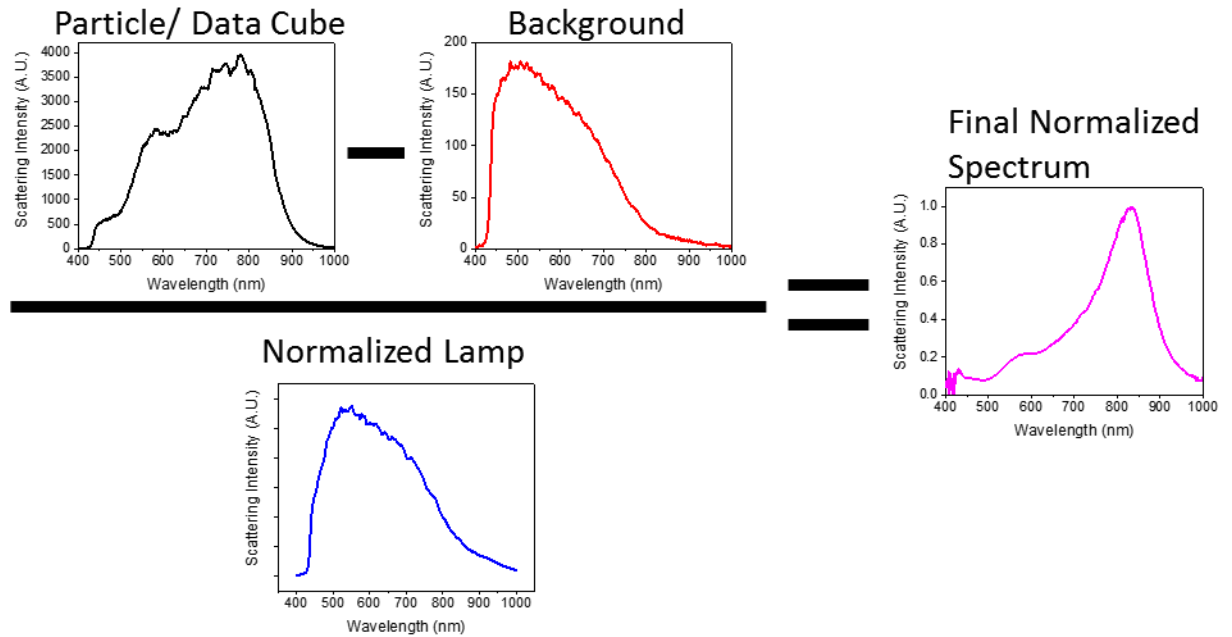 Particle/ Data Cube
Scattering Intensity (A.U.)
4000
3500
3000
2500
2000
1500
1000
500
0
400 500 600 700 800 900 1000
Wavelength (nm)
Background
Scattering Intensity (A.U.)
200
150
100
50
0
400 500 600 700 800 900 1000
Wavelength (nm)
Normalized Lamp
Scattering Intensity (A.U.)
400 500 600 700 800 900 1000
Wavelength (nm)
Final Normalized
Spectrum
Scattering Intensity (A.U.)
1.0
0.8
0.6
0.4
0.2
0.0
400 500 600 700 800 900 1000
Wavelength (nm)